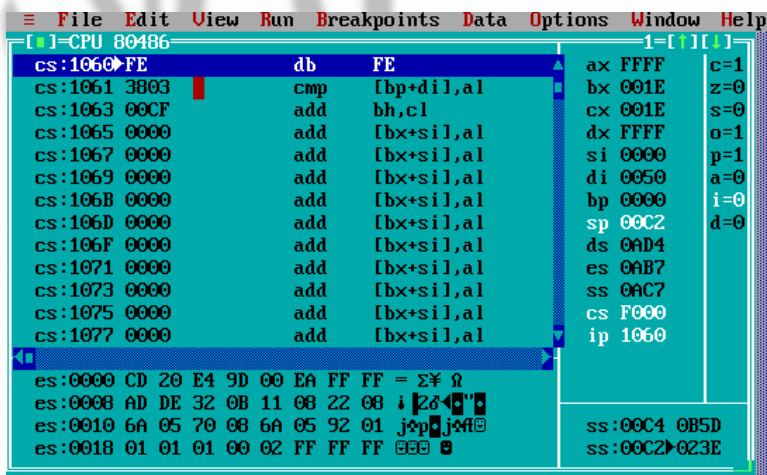 ≡ File Edit View Run Breakpoints Data Options Window Help
[■]=CPU 80486 1=[↑][↓]
cs:1060►FE db FE ax FFFF c=1
cs:1061 3803 cmp [bp+di],al bx 001E z=0
cs:1063 00CF add bh,cl cx 001E s=0
cs:1065 0000 add [bx+si],al dx FFFF o=1
cs:1067 0000 add [bx+si],al si 0000 p=1
cs:1069 0000 add [bx+si],al di 0050 a=0
cs:106B 0000 add [bx+si],al bp 0000 i=0
cs:106D 0000 add [bx+si],al sp 00C2 d=0
cs:106F 0000 add [bx+si],al ds 0AD4
cs:1071 0000 add [bx+si],al es 0AB7
cs:1073 0000 add [bx+si],al ss 0AC7
cs:1075 0000 add [bx+si],al cs F000
cs:1077 0000 add [bx+si],al ip 1060
es:0000 CD 20 E4 9D 00 EA FF FF = Σ¥ Ω
es:0008 AD DE 32 0B 11 08 22 08 ¡ 2♂◄◘"◘ ss:00C4 0B5D
es:0010 6A 05 70 08 6A 05 92 01 j♣p◘j♣Æ☺ ss:00C2►023E
es:0018 01 01 01 00 02 FF FF FF ☺☺☺ ☻